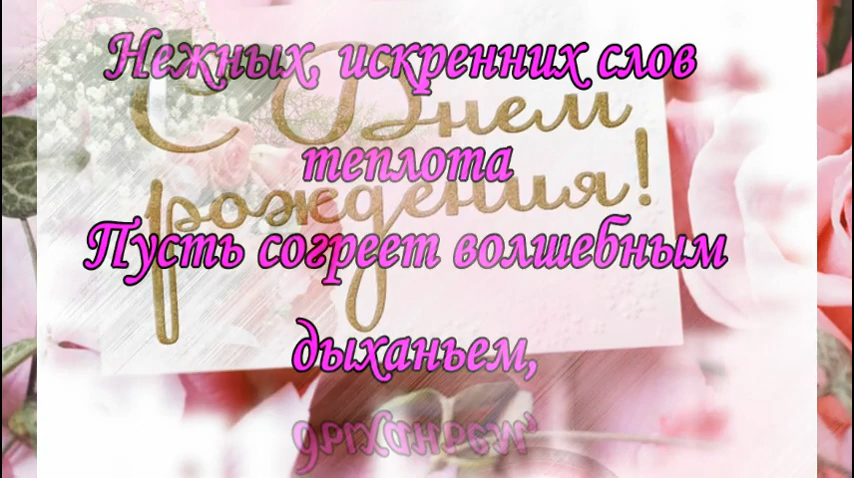 Нежных, искренних слов
С Днем
теплота
рождения!
Пусть согреет волшебным
дыханьем,